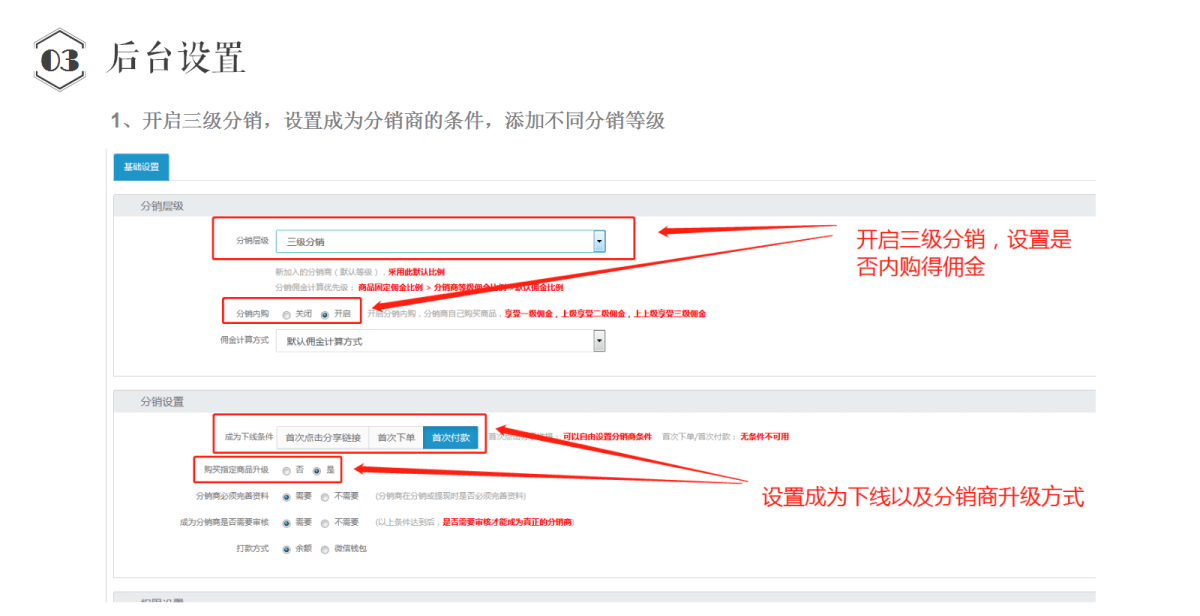 03 后台设置
1、开启三级分销，设置成为分销商的条件，添加不同分销等级
基础设置
分销层级
分销层级 三级分销
新加入的分销商（默认等级），采用此默认比例
分销佣金计算优先级：商品固定佣金比例 > 分销商等级佣金比例 > 默认佣金比例
开启三级分销，设置是
否内购得佣金
分销内购 关闭 开启 开启分销内购，分销商自己购买商品，享受一级佣金，上级享受二级佣金，上上级享受三级佣金
佣金计算方式 默认佣金计算方式
分销设置
成为下线条件 首次点击分享链接 首次下单 首次付款 首次点击分享链接：可以自由设置分销商条件 首次下单/首次付款：无条件不可用
购买指定商品升级 否 是
分销商必须完善资料 需要 不需要 (分销商在分销或提现时是否必须完善资料)
设置成为下线以及分销商升级方式
成为分销商是否需要审核 需要 不需要 (以上条件达到后，是否需要审核才能成为真正的分销商)
打款方式 余额 微信钱包